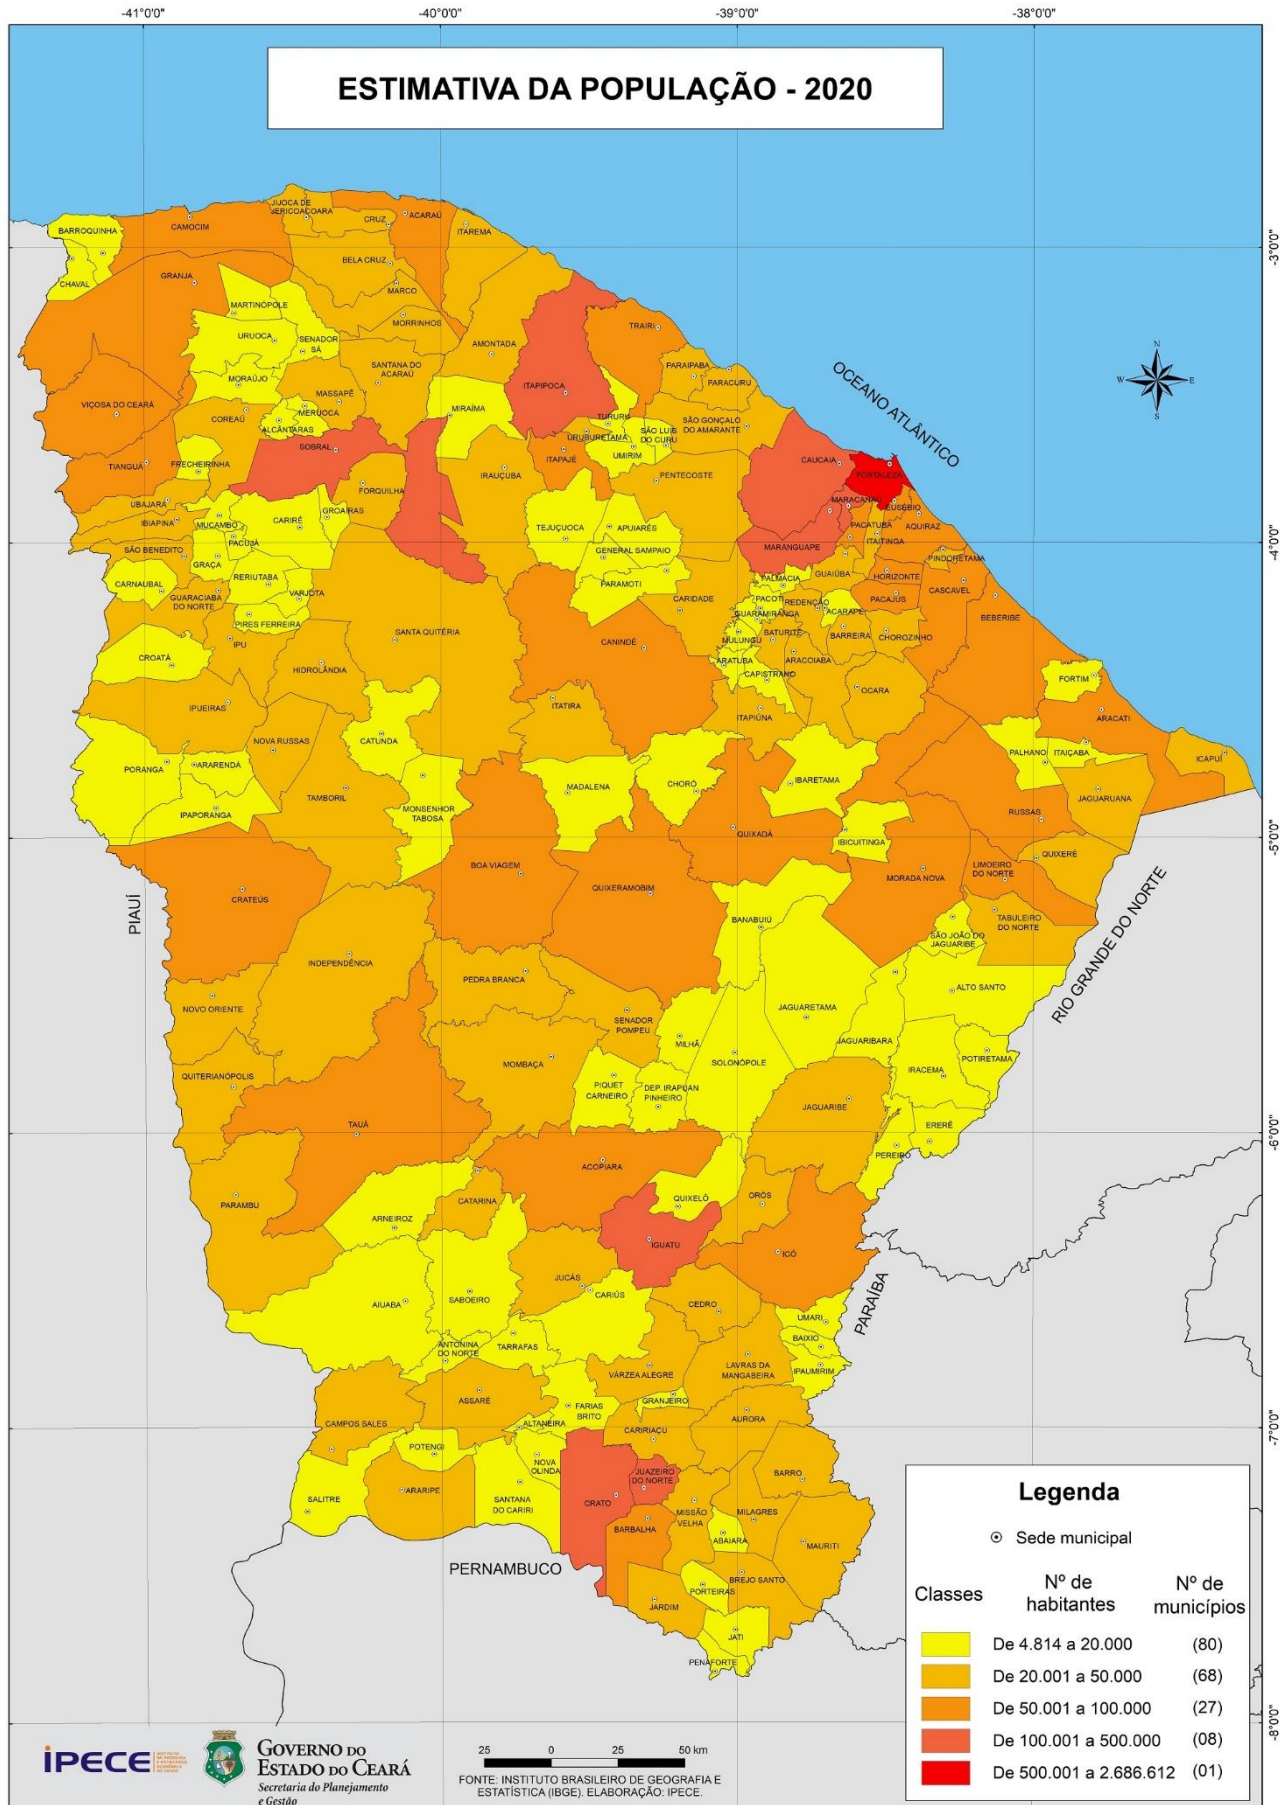 -41°0'0"
-40°0'0"
-39°0'0"
-38°0'0"
ESTIMATIVA DA POPULAÇÃO - 2020
JIJOCA DE
JERICOACOARA
CRUZ
ACARAÚ
BARROQUINHA
CAMOCIM
ITAREMA
-3°0'0"
CHAVAL
GRANJA
BELA CRUZ
MARCO
MARTINÓPOLE
MORRINHOS
URUOCA
SENADOR
SÁ
TRAIRI
AMONTADA
SANTANA DO
ACARAÚ
PARAIPABA
PARACURU
MORAÚJO
MASSAPÊ
ITAPIPOCA
OCEANO ATLÂNTICO
N
W
E
S
VIÇOSA DO CEARÁ
COREAÚ
MERUOCA
ALCÂNTARAS
MIRAÍMA
TURURU
URUBURETAMA
SÃO LUIS
DO CURU
SÃO GONÇALO
DO AMARANTE
UMIRIM
SOBRAL
ITAPAJÉ
CAUCAIA
FORTALEZA
TIANGUÁ
FRECHEIRINHA
IRAUÇUBA
PENTECOSTE
FORQUILHA
UBAJARA
MARACANAÚ
EUSÉBIO
IBIAPINA
MUCAMBO
CARIRÉ
GROAÍRAS
TEJUÇUOCA
APUIARÉS
PACATUBA
AQUIRAZ
ITAITINGA
PACUJÁ
SÃO BENEDITO
GENERAL SAMPAIO
MARANGUAPE
PINDORETAMA
-4°0'0"
GRAÇA
CARNAUBAL
RERIUTABA
PARAMOTI
PALMÁCIA
GUAIÚBA
HORIZONTE
CASCAVEL
GUARACIABA
DO NORTE
VARJOTA
PACOTI
REDENÇÃO
PACAJUS
CARIDADE
GUARAMIRANGA
ACARAPE
BEBERIBE
PIRES FERREIRA
IPU
SANTA QUITÉRIA
CANINDÉ
MULUNGU
BATURITÉ
BARREIRA
CHOROZINHO
CROATÁ
HIDROLÂNDIA
ARATUBA
ARACOIABA
CAPISTRANO
FORTIM
OCARA
IPUEIRAS
ITATIRA
ITAPIÚNA
ARACATI
NOVA RUSSAS
CATUNDA
PALHANO
ITAIÇABA
ICAPUÍ
PORANGA
ARARENDÁ
MADALENA
CHORÓ
IBARETAMA
TAMBORIL
JAGUARUANA
IPAPORANGA
MONSENHOR
TABOSA
RUSSAS
QUIXADÁ
IBICUITINGA
-5°0'0"
QUIXERÉ
BOA VIAGEM
LIMOEIRO
DO NORTE
MORADA NOVA
CRATEÚS
QUIXERAMOBIM
PIAUÍ
BANABUIÚ
TABULEIRO
DO NORTE
SÃO JOÃO DO
JAGUARIBE
RIO GRANDE DO NORTE
INDEPENDÊNCIA
PEDRA BRANCA
ALTO SANTO
NOVO ORIENTE
JAGUARETAMA
SENADOR
POMPEU
MILHÃ
JAGUARIBARA
POTIRETAMA
MOMBAÇA
SOLONÓPOLE
IRACEMA
QUITERIANÓPOLIS
PIQUET
CARNEIRO
DEP. IRAPUAN
PINHEIRO
JAGUARIBE
ERERÊ
TAUÁ
-6°0'0"
PEREIRO
ACOPIARA
PARAMBU
CATARINA
QUIXELÔ
ORÓS
ARNEIROZ
IGUATU
ICÓ
PARAÍBA
JUCÁS
AIUABA
SABOEIRO
CARIÚS
CEDRO
UMARI
ANTONINA
DO NORTE
TARRAFAS
BAIXIO
IPAUMIRIM
VÁRZEA ALEGRE
LAVRAS DA
MANGABEIRA
ASSARÉ
GRANJEIRO
FARIAS
BRITO
CAMPOS SALES
ALTANEIRA
AURORA
-7°0'0"
CARIRIAÇU
POTENGI
NOVA
OLINDA
JUAZEIRO
DO NORTE
BARRO
SALITRE
ARARIPE
SANTANA
DO CARIRI
CRATO
MISSÃO
VELHA
MILAGRES
BARBALHA
ABAIARA
MAURITI
PERNAMBUCO
BREJO SANTO
PORTEIRAS
JARDIM
JATI
PENAFORTE
-8°0'0"
Legenda
Sede municipal
Classes
Nº de
habitantes
Nº de
municípios
De 4.814 a 20.000 (80)
De 20.001 a 50.000 (68)
De 50.001 a 100.000 (27)
De 100.001 a 500.000 (08)
De 500.001 a 2.686.612 (01)
IPECE
GOVERNO DO
ESTADO DO CEARÁ
Secretaria do Planejamento
e Gestão
25 0 25 50 km
FONTE: INSTITUTO BRASILEIRO DE GEOGRAFIA E
ESTATÍSTICA (IBGE). ELABORAÇÃO: IPECE.